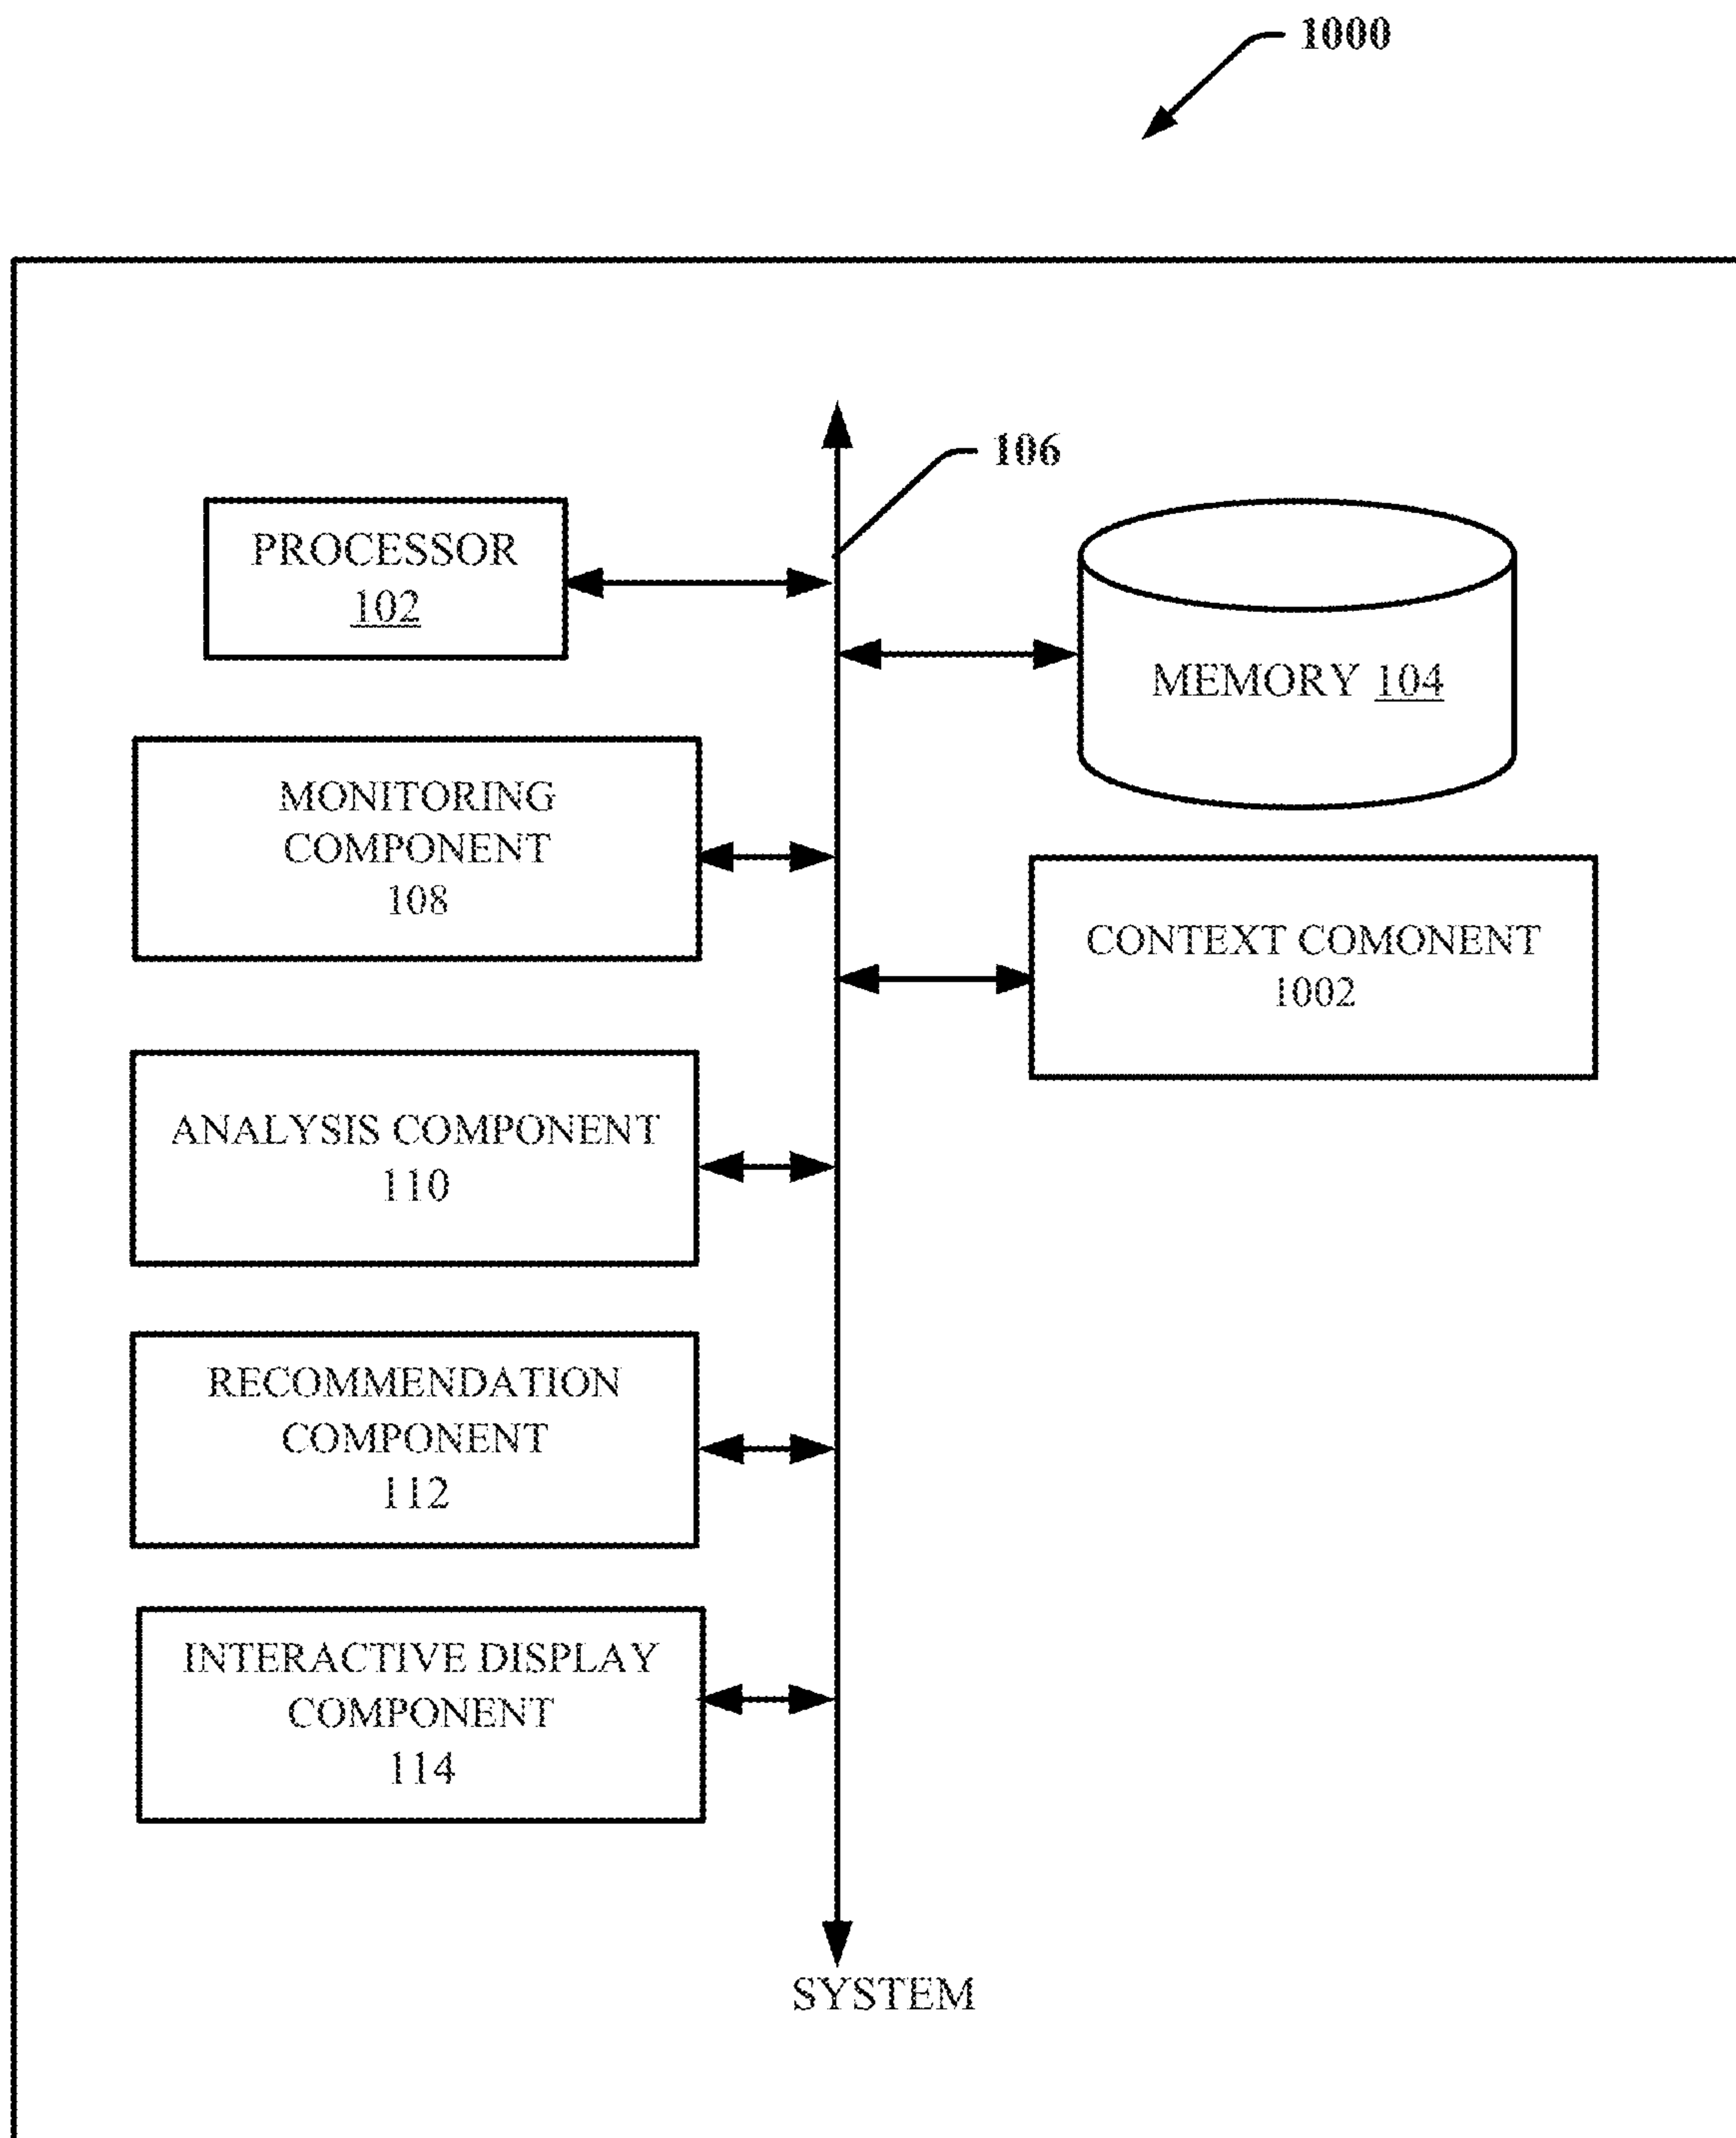 1000
106
PROCESSOR
102
MEMORY 104
MONITORING
COMPONENT
108
CONTEXT COMONENT
1002
ANALYSIS COMPONENT
110
RECOMMENDATION
COMPONENT
112
INTERACTIVE DISPLAY
COMPONENT
114
SYSTEM